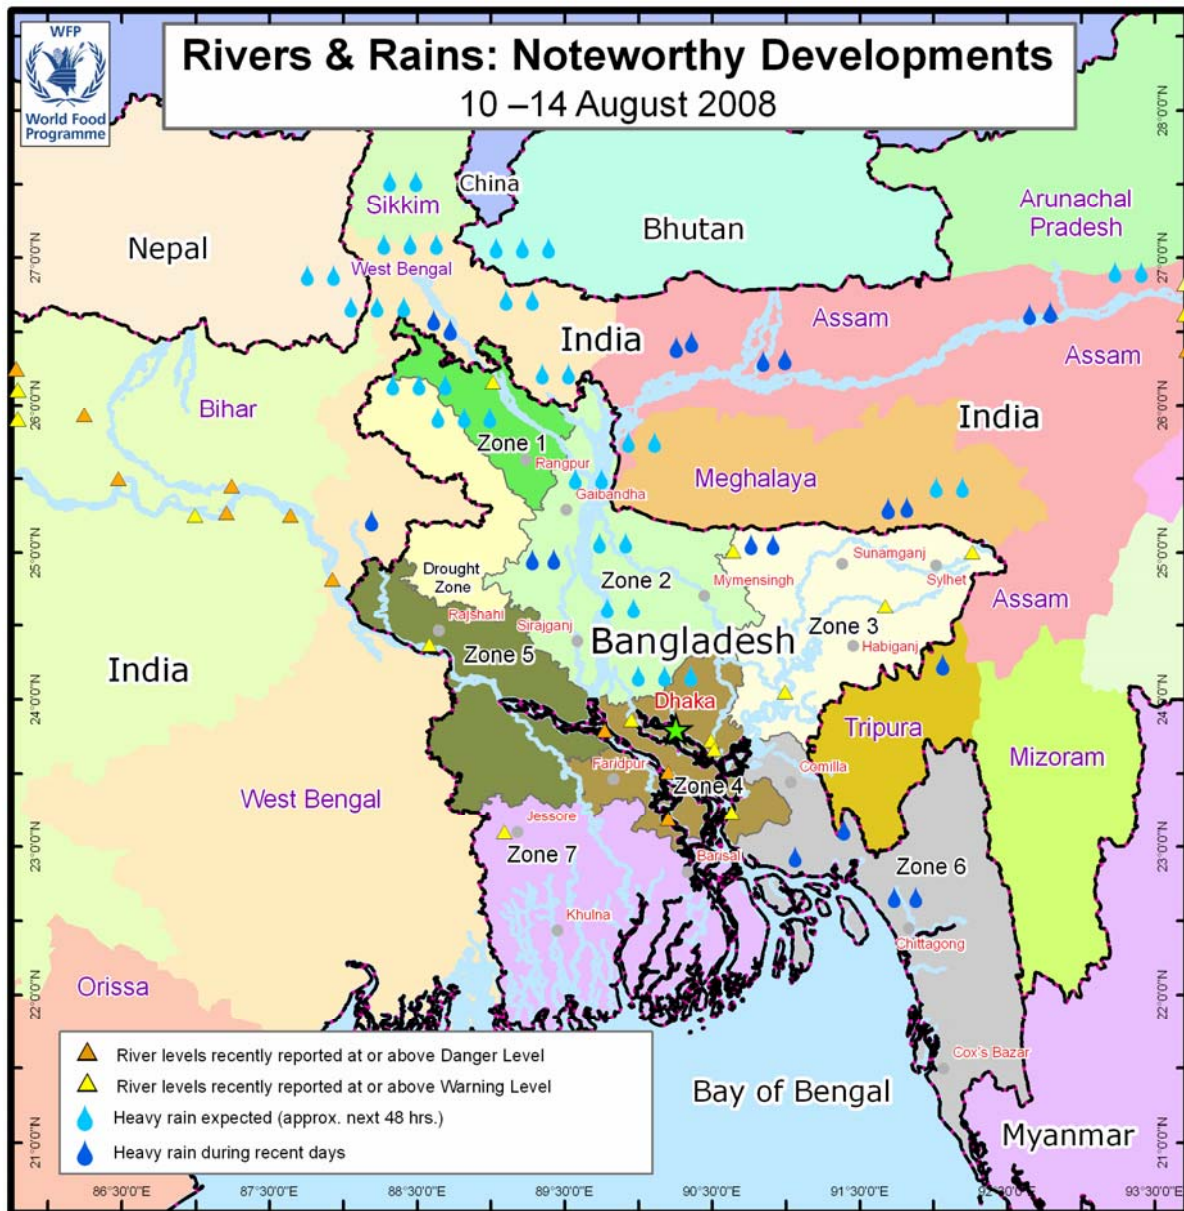 WFP
World Food
Programme
Rivers & Rains: Noteworthy Developments
10 –14 August 2008
China
Sikkim
Arunachal
Pradesh
Nepal
Bhutan
West Bengal
India
Assam
Assam
Bihar
India
Zone 1
Rangpur
Meghalaya
Gaibandha
Sunamganj
Drought
Zone
Zone 2
Mymensingh
Sylhet
Assam
Rajshahi
Sirajganj
Bangladesh
Zone 3
Habiganj
Zone 5
India
Dhaka
Tripura
Mizoram
Faridpur
Zone 4
Comilla
West Bengal
Jessore
Zone 7
Barisal
Zone 6
Khulna
Chittagong
Orissa
Cox's Bazar
Bay of Bengal
Myanmar
River levels recently reported at or above Danger Level
River levels recently reported at or above Warning Level
Heavy rain expected (approx. next 48 hrs.)
Heavy rain during recent days
28°0'0"N
28°0'0"N
27°0'0"N
27°0'0"N
26°0'0"N
26°0'0"N
25°0'0"N
25°0'0"N
24°0'0"N
24°0'0"N
23°0'0"N
23°0'0"N
22°0'0"N
22°0'0"N
21°0'0"N
21°0'0"N
86°30'0"E
87°30'0"E
88°30'0"E
89°30'0"E
90°30'0"E
91°30'0"E
92°30'0"E
93°30'0"E